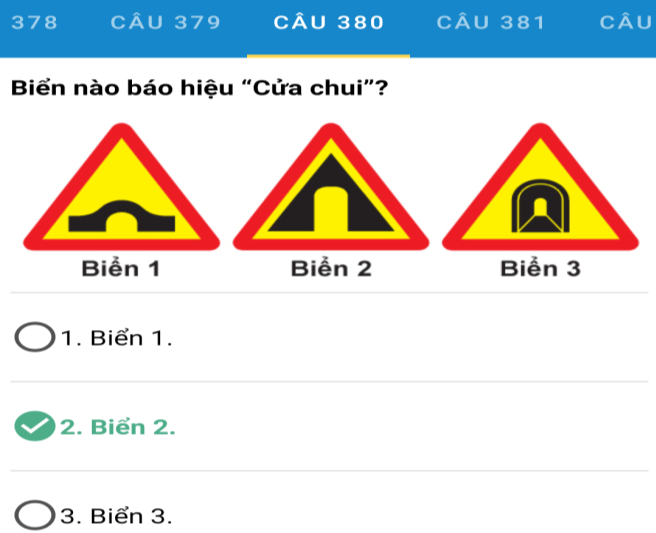 378 CÂU 379 CÂU 380 CÂU 381 CÂU
Biển nào báo hiệu “Cửa chui”?
Biển 1 Biển 2 Biển 3
1. Biển 1.
2. Biển 2.
3. Biển 3.